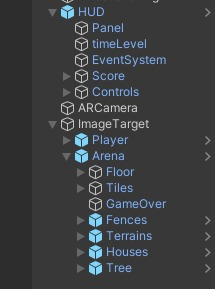 HUD
Panel
timeLevel
EventSystem
Score
Controls
ARCamera
ImageTarget
Player
Arena
Floor
Tiles
GameOver
Fences
Terrains
Houses
Tree